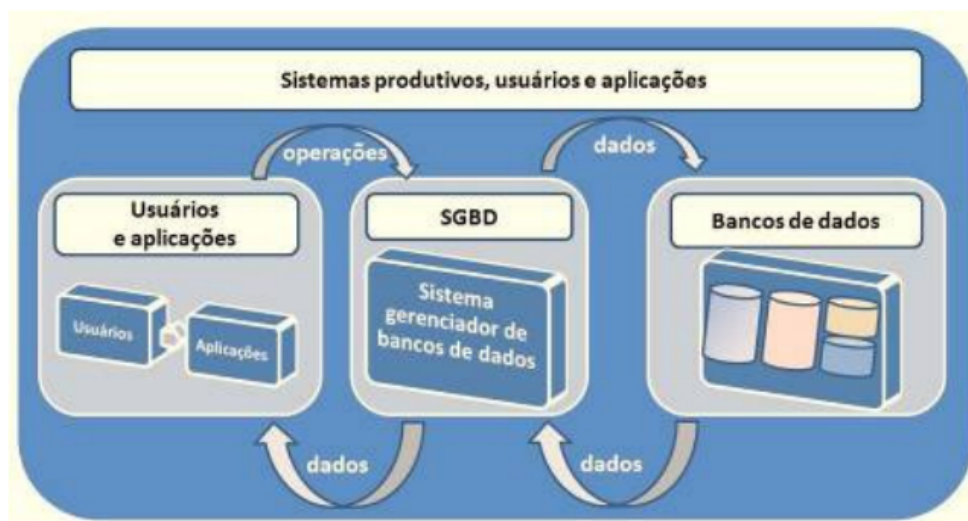 Sistemas produtivos, usuários e aplicações
operações
dados
Usuários
e aplicações
SGBD
Bancos de dados
Usuários
Aplicações
Sistema
gerenciador de
bancos de dados
dados
dados